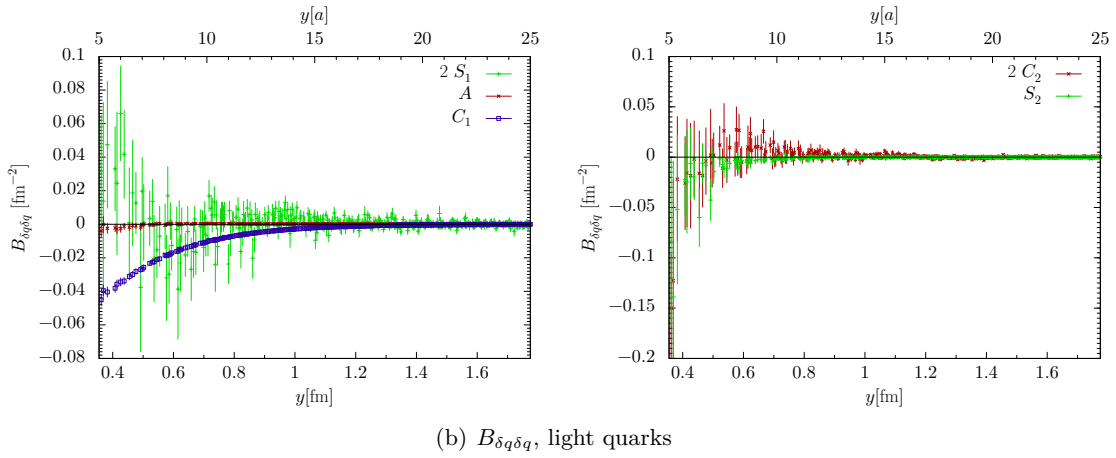 y[a]
5 10 15 20 25
0.1
0.08
0.06
0.04
0.02
0
−0.02
−0.04
−0.06
−0.08
B_{δqδq} [fm^{−2}]
2 S_1
A
C_1
0.4 0.6 0.8 1 1.2 1.4 1.6
y[fm]
y[a]
5 10 15 20 25
0.1
0.05
0
−0.05
−0.1
−0.15
−0.2
B_{δqδq} [fm^{−2}]
2 C_2
S_2
0.4 0.6 0.8 1 1.2 1.4 1.6
y[fm]
(b) B_{δqδq}, light quarks